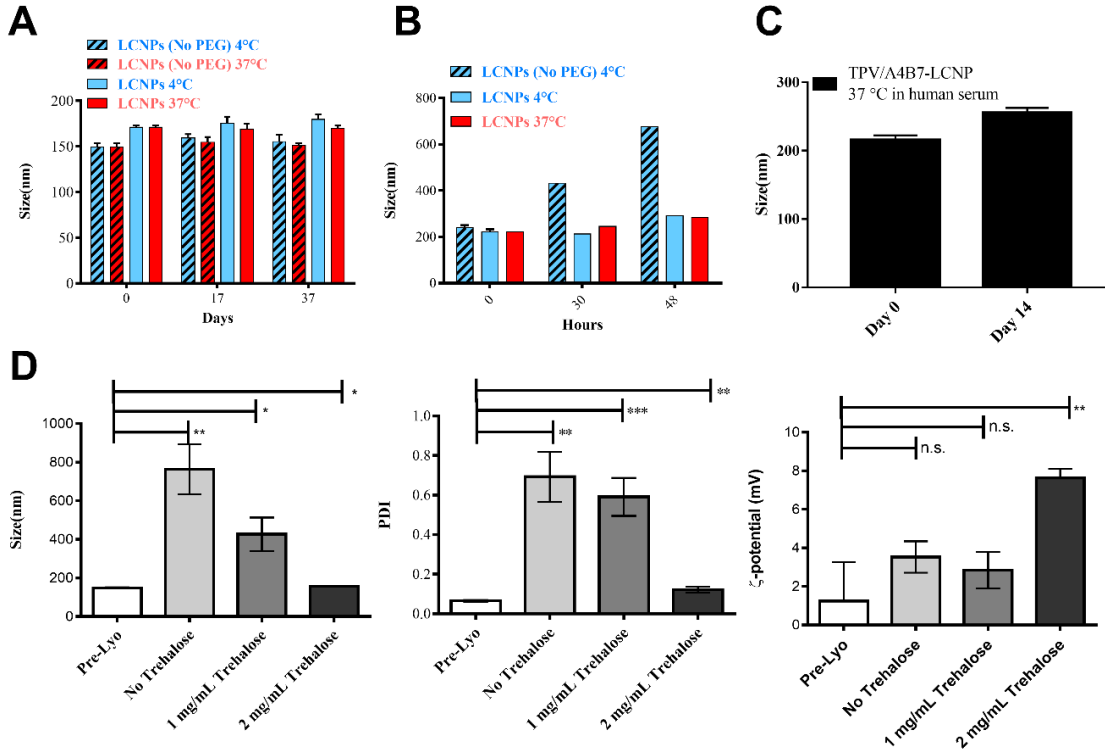 A
LCNPs (No PEG) 4°C
LCNPs (No PEG) 37°C
LCNPs 4°C
LCNPs 37°C
Size(nm)
200
150
100
50
0
0 17 37
Days
B
LCNPs (No PEG) 4°C
LCNPs 4°C
LCNPs 37°C
Size(nm)
800
600
400
200
0
0 30 48
Hours
C
TPV/A4B7-LCNP
37 °C in human serum
Size(nm)
300
200
100
0
Day 0 Day 14
D
*
*
**
Size(nm)
1000
800
600
400
200
0
Pre-Lyo No Trehalose 1 mg/mL Trehalose 2 mg/mL Trehalose
**
***
**
PDI
1.0
0.8
0.6
0.4
0.2
0.0
Pre-Lyo No Trehalose 1 mg/mL Trehalose 2 mg/mL Trehalose
**
n.s.
n.s.
ζ-potential (mV)
10
8
6
4
2
0
Pre-Lyo No Trehalose 1 mg/mL Trehalose 2 mg/mL Trehalose